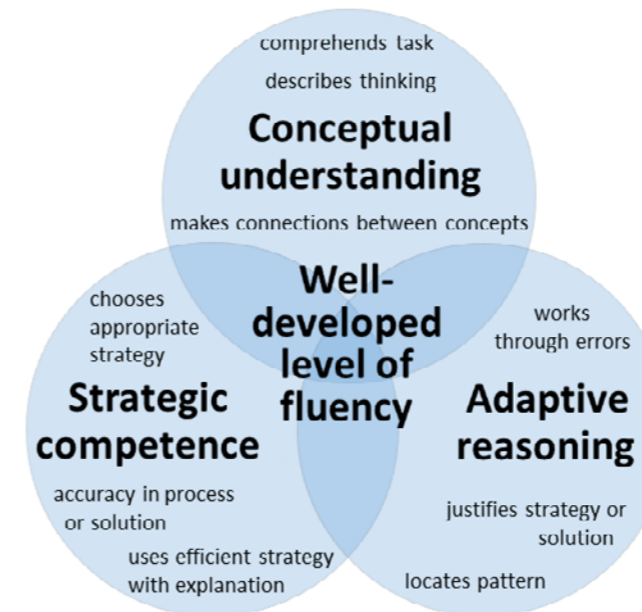 comprehends task
describes thinking
Conceptual
understanding
makes connections between concepts
Well-
developed
level of
fluency
chooses
appropriate
strategy
Strategic
competence
accuracy in process
or solution
uses efficient strategy
with explanation
works
through errors
Adaptive
reasoning
justifies strategy or
solution
locates pattern